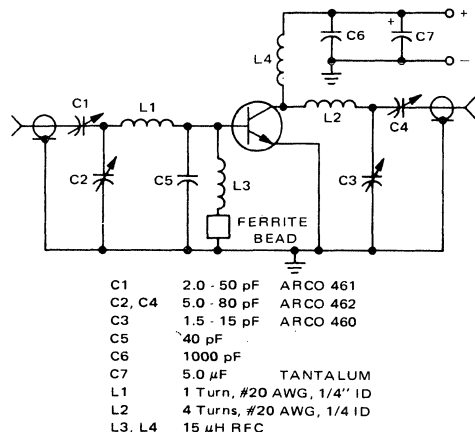 +
C6
+
C7
L4
−
C1
L1
L2
C4
C2
C5
L3
C3
FERRITE
BEAD
C1 2.0 - 50 pF ARCO 461
C2, C4 5.0 - 80 pF ARCO 462
C3 1.5 - 15 pF ARCO 460
C5 40 pF
C6 1000 pF
C7 5.0 μF TANTALUM
L1 1 Turn, #20 AWG, 1/4" ID
L2 4 Turns, #20 AWG, 1/4 ID
L3, L4 15 μH RFC